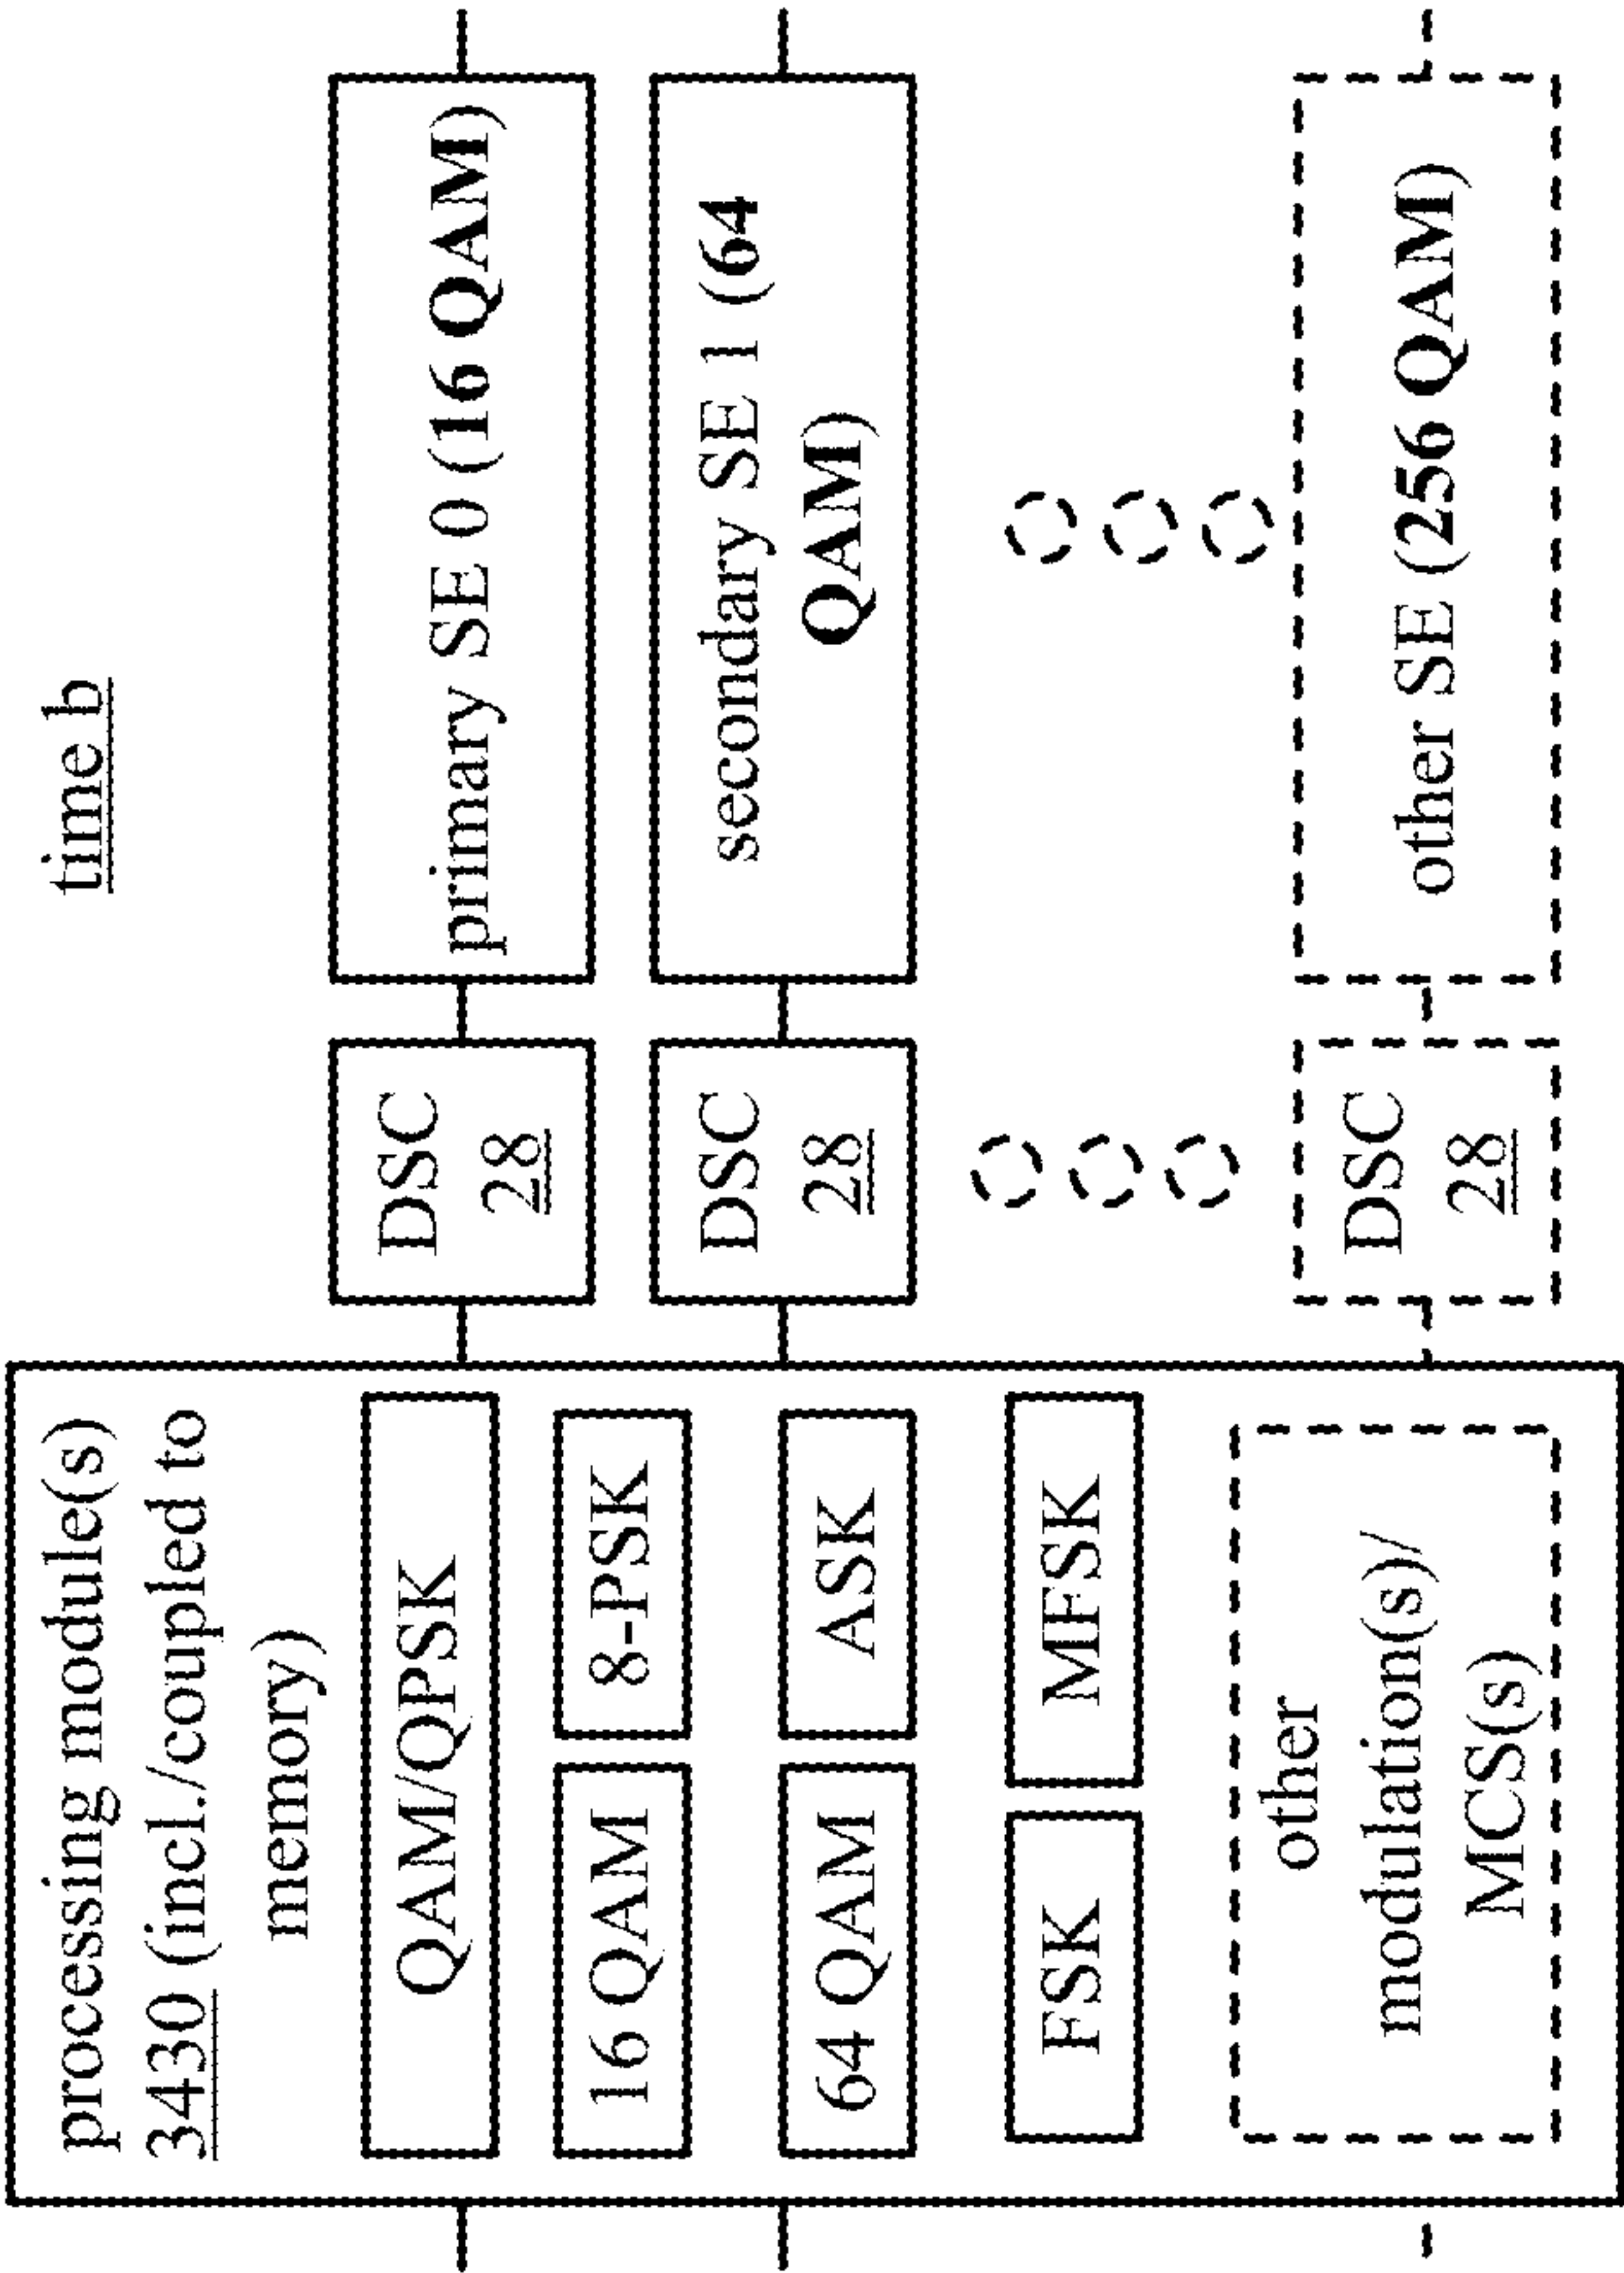 time b
processing module(s)
3430 (incl./coupled to
memory)
QAM/QPSK
16 QAM
8-PSK
64 QAM
ASK
FSK
MFSK
other
modulation(s)/
MCS(s)
DSC
28
primary SE 0 (16 QAM)
DSC
28
secondary SE 1 (64
QAM)
DSC
28
other SE (256 QAM)